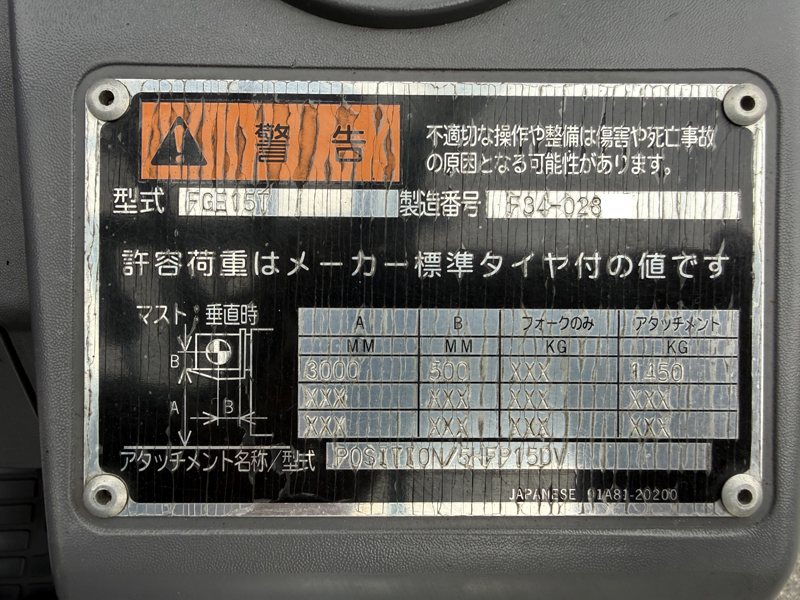 警告
不適切な操作や整備は傷害や死亡事故
の原因となる可能性があります。
型式 製造番号 F34-028
許容荷重はメーカー標準タイヤ付の値です
マスト:垂直時
A B フォークのみ アタッチメント
MM MM KG KG
3000 500 XXX 1450
XXX XXX XXX XXX
XXX XXX XXX XXX
B
A
B
アタッチメント名称/型式
JAPANESE 91A81-20200